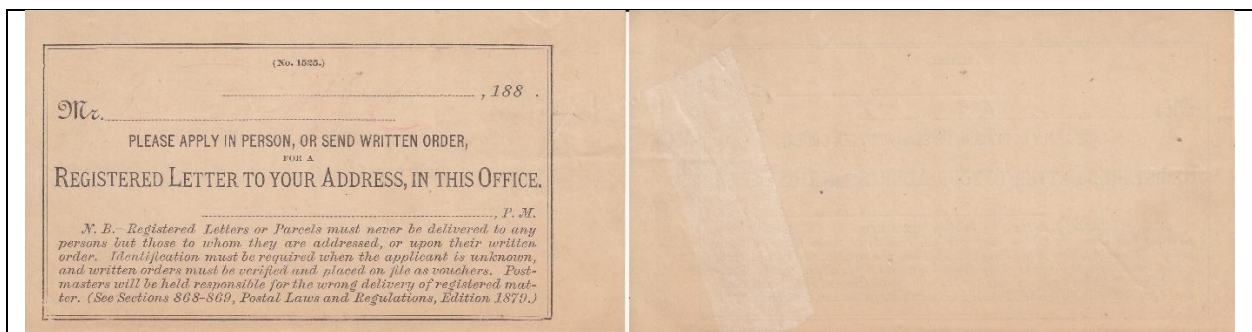 (No. 1525.)
, 188 .
Mr.
PLEASE APPLY IN PERSON, OR SEND WRITTEN ORDER,
FOR A
REGISTERED LETTER TO YOUR ADDRESS, IN THIS OFFICE.
, P. M.
N. B.—Registered Letters or Parcels must never be delivered to any
persons but those to whom they are addressed, or upon their written
order. Identification must be required when the applicant is unknown,
and written orders must be verified and placed on file as vouchers. Post-
masters will be held responsible for the wrong delivery of registered mat-
ter. (See Sections 868-869, Postal Laws and Regulations, Edition 1879.)